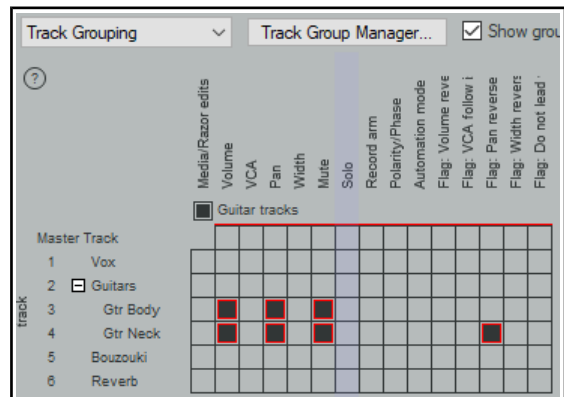 Track Grouping Track Group Manager... Show grou
?
Media/Razor edits
Volume
VCA
Pan
Width
Mute
Solo
Record arm
Polarity/Phase
Automation mode
Flag: Volume reve
Flag: VCA follow i
Flag: Pan reverse
Flag: Width revers
Flag: Do not lead
Guitar tracks
Master Track
track
1 Vox
2 Guitars
3 Gtr Body
4 Gtr Neck
5 Bouzouki
6 Reverb